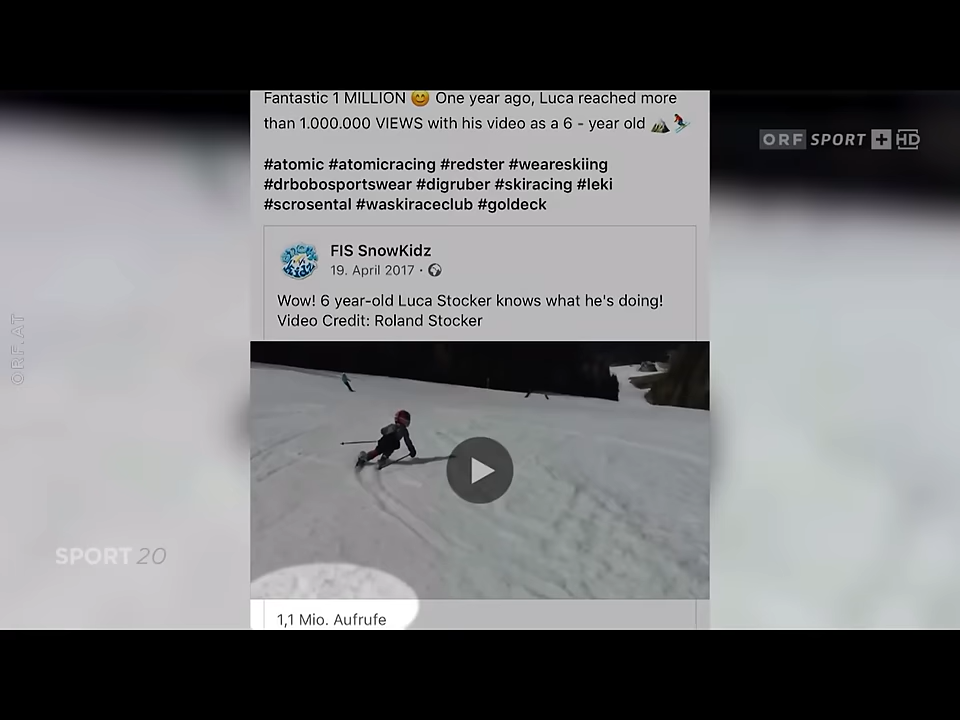 Fantastic 1 MILLION 😊 One year ago, Luca reached more
than 1.000.000 VIEWS with his video as a 6 - year old ⛰️⛷️
#atomic #atomicracing #redster #weareskiing
#drbobosportswear #digruber #skiracing #leki
#scrosental #waskiraceclub #goldeck
FIS SnowKidz
19. April 2017 ·
Wow! 6 year-old Luca Stocker knows what he's doing!
Video Credit: Roland Stocker
1,1 Mio. Aufrufe
ORF SPORT + HD
ORF.AT
SPORT 20